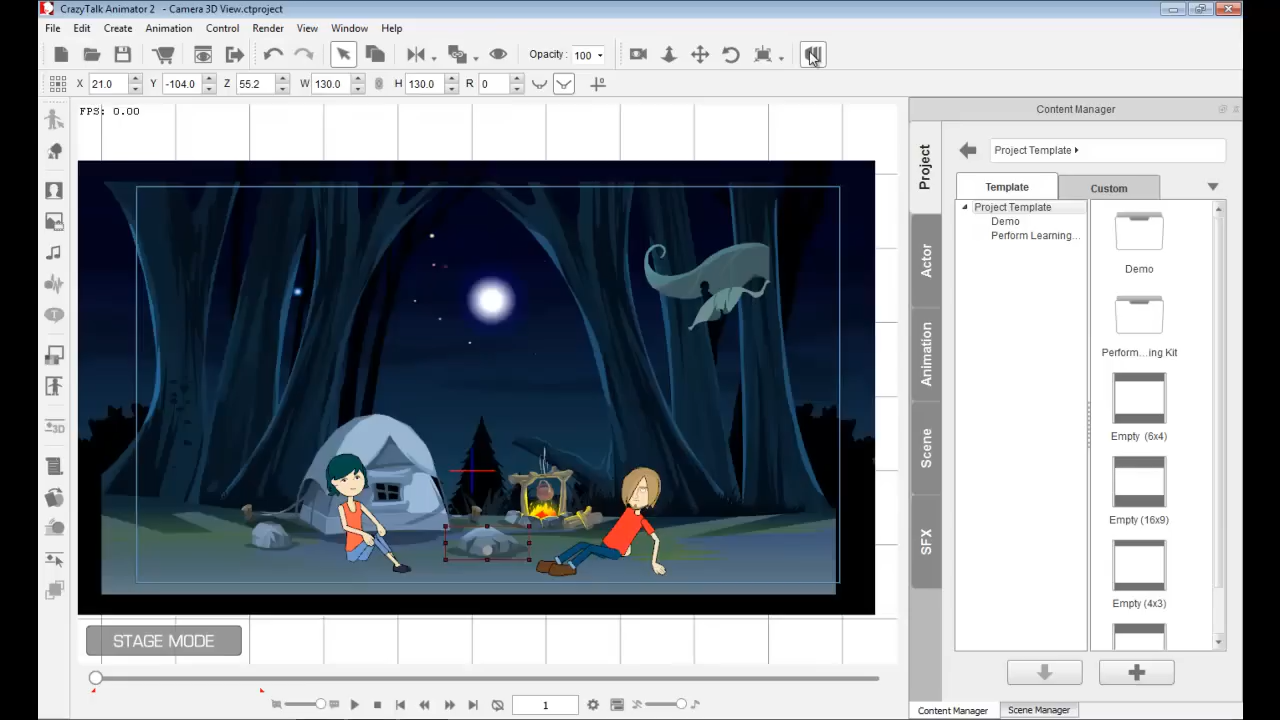 CrazyTalk Animator 2 - Camera 3D View.ctproject
File Edit Create Animation Control Render View Window Help
Opacity: 100
X 21.0 Y -104.0 Z 55.2 W 130.0 H 130.0 R 0
FPS: 0.00
Content Manager
Project
Actor
Animation
Scene
SFX
Project Template
Template Custom
Project Template
Demo
Perform Learning...
Demo
Perform...ing Kit
Empty (6x4)
Empty (16x9)
Empty (4x3)
3D
STAGE MODE
1
Content Manager Scene Manager